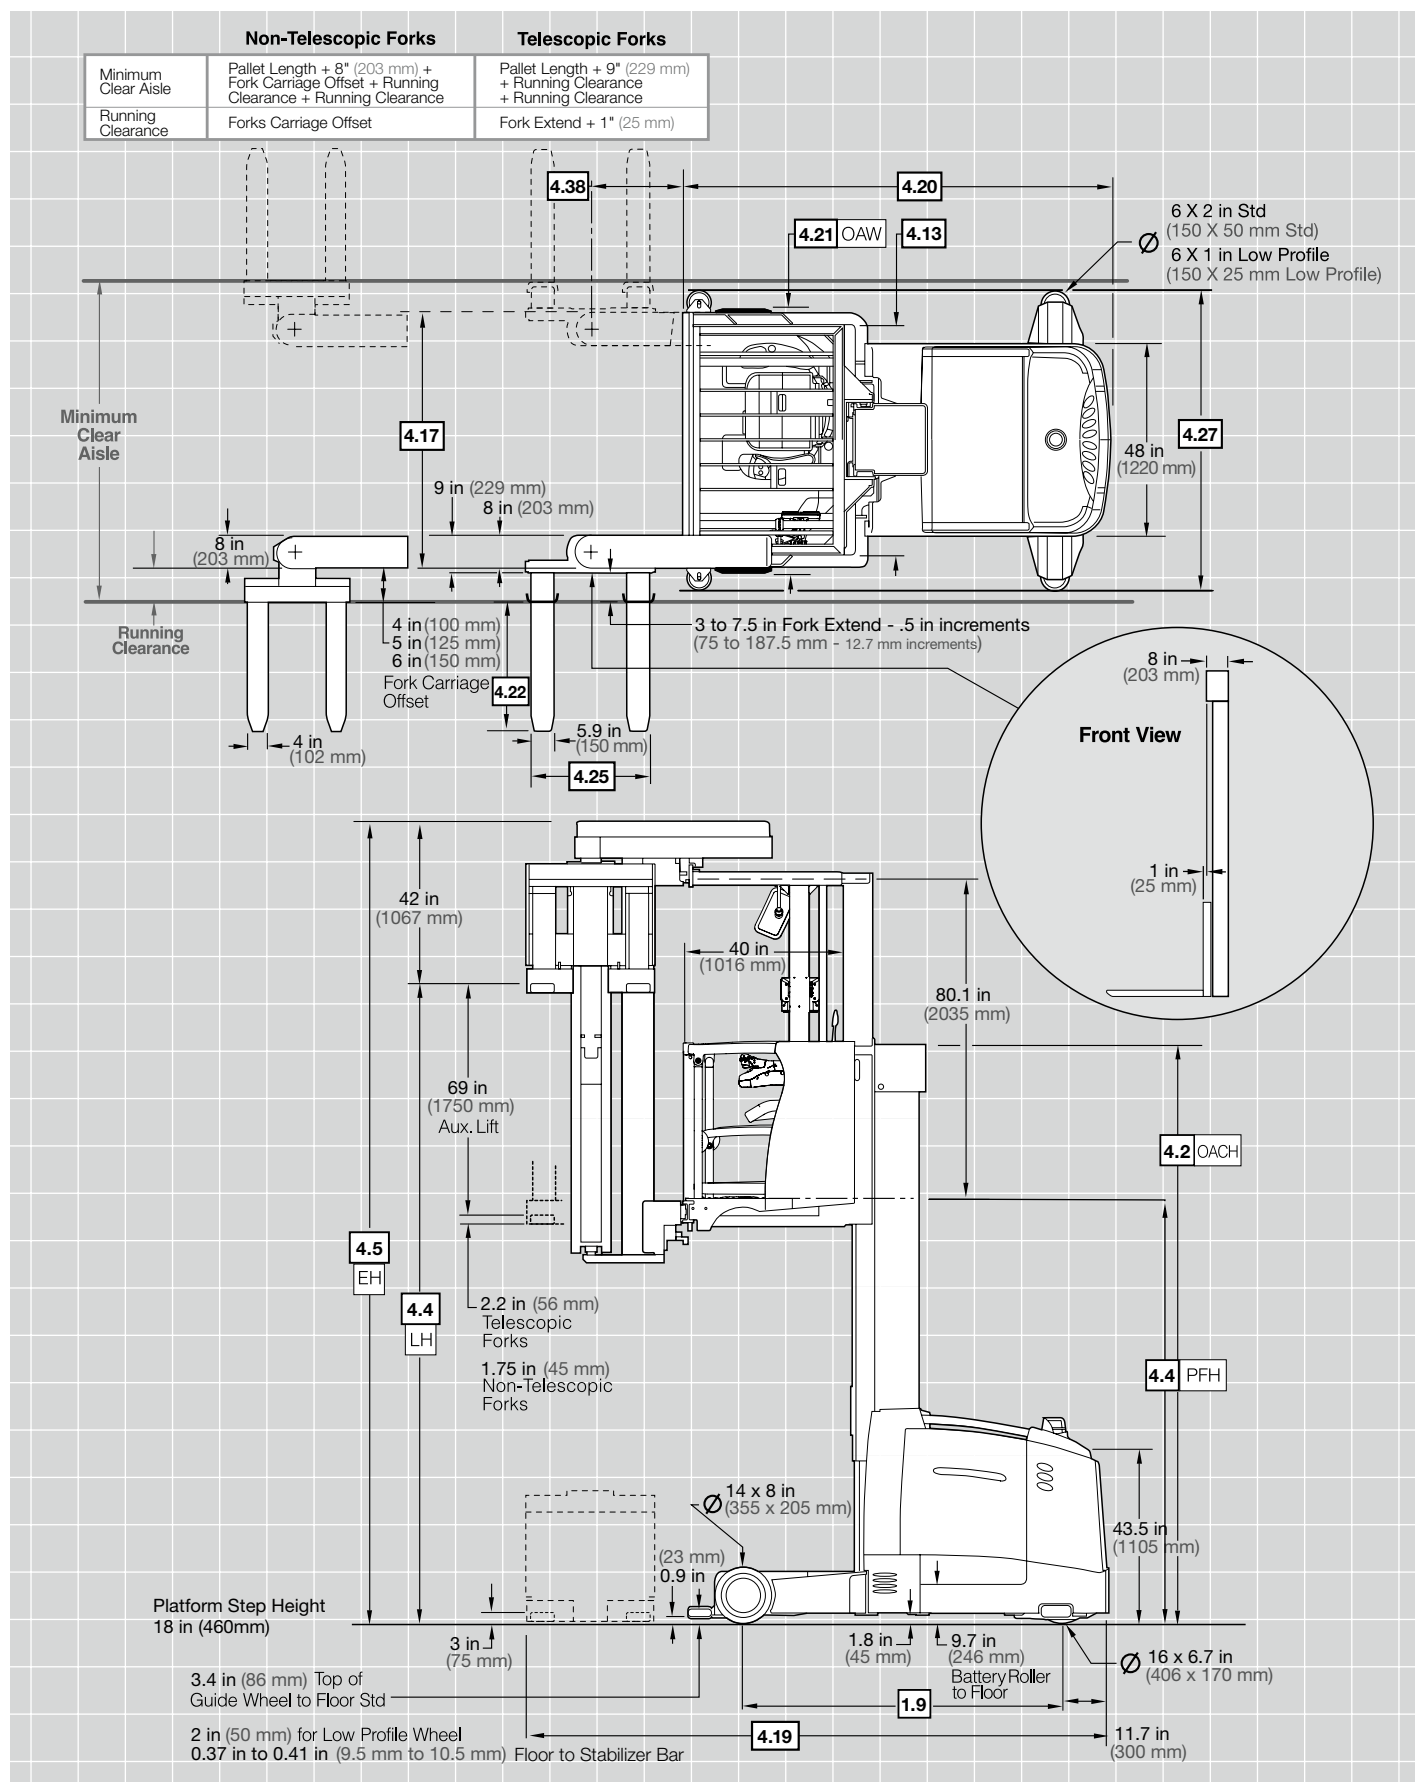 Non-Telescopic Forks
Telescopic Forks
Minimum
Clear Aisle
Pallet Length + 8" (203 mm) +
Fork Carriage Offset + Running
Clearance + Running Clearance
Pallet Length + 9" (229 mm)
+ Running Clearance
+ Running Clearance
Running
Clearance
Forks Carriage Offset
Fork Extend + 1" (25 mm)
4.38
4.20
6 X 2 in Std
(150 X 50 mm Std)
6 X 1 in Low Profile
(150 X 25 mm Low Profile)
Ø
4.21 OAW
4.13
Minimum
Clear
Aisle
4.17
4.27
48 in
(1220 mm)
9 in (229 mm)
8 in (203 mm)
8 in
(203 mm)
Running
Clearance
4 in (100 mm)
5 in (125 mm)
6 in (150 mm)
Fork Carriage
Offset
4.22
3 to 7.5 in Fork Extend - .5 in increments
(75 to 187.5 mm - 12.7 mm increments)
4 in
(102 mm)
5.9 in
(150 mm)
4.25
8 in
(203 mm)
Front View
1 in
(25 mm)
42 in
(1067 mm)
40 in
(1016 mm)
80.1 in
(2035 mm)
69 in
(1750 mm)
Aux. Lift
4.2 OACH
4.5
EH
4.4
LH
2.2 in (56 mm)
Telescopic
Forks
1.75 in (45 mm)
Non-Telescopic
Forks
4.4 PFH
Ø 14 x 8 in
(355 x 205 mm)
43.5 in
(1105 mm)
(23 mm)
0.9 in
Platform Step Height
18 in (460mm)
3 in
(75 mm)
1.8 in
(45 mm)
9.7 in
(246 mm)
Battery Roller
to Floor
Ø 16 x 6.7 in
(406 x 170 mm)
3.4 in (86 mm) Top of
Guide Wheel to Floor Std
1.9
2 in (50 mm) for Low Profile Wheel
0.37 in to 0.41 in (9.5 mm to 10.5 mm) Floor to Stabilizer Bar
4.19
11.7 in
(300 mm)